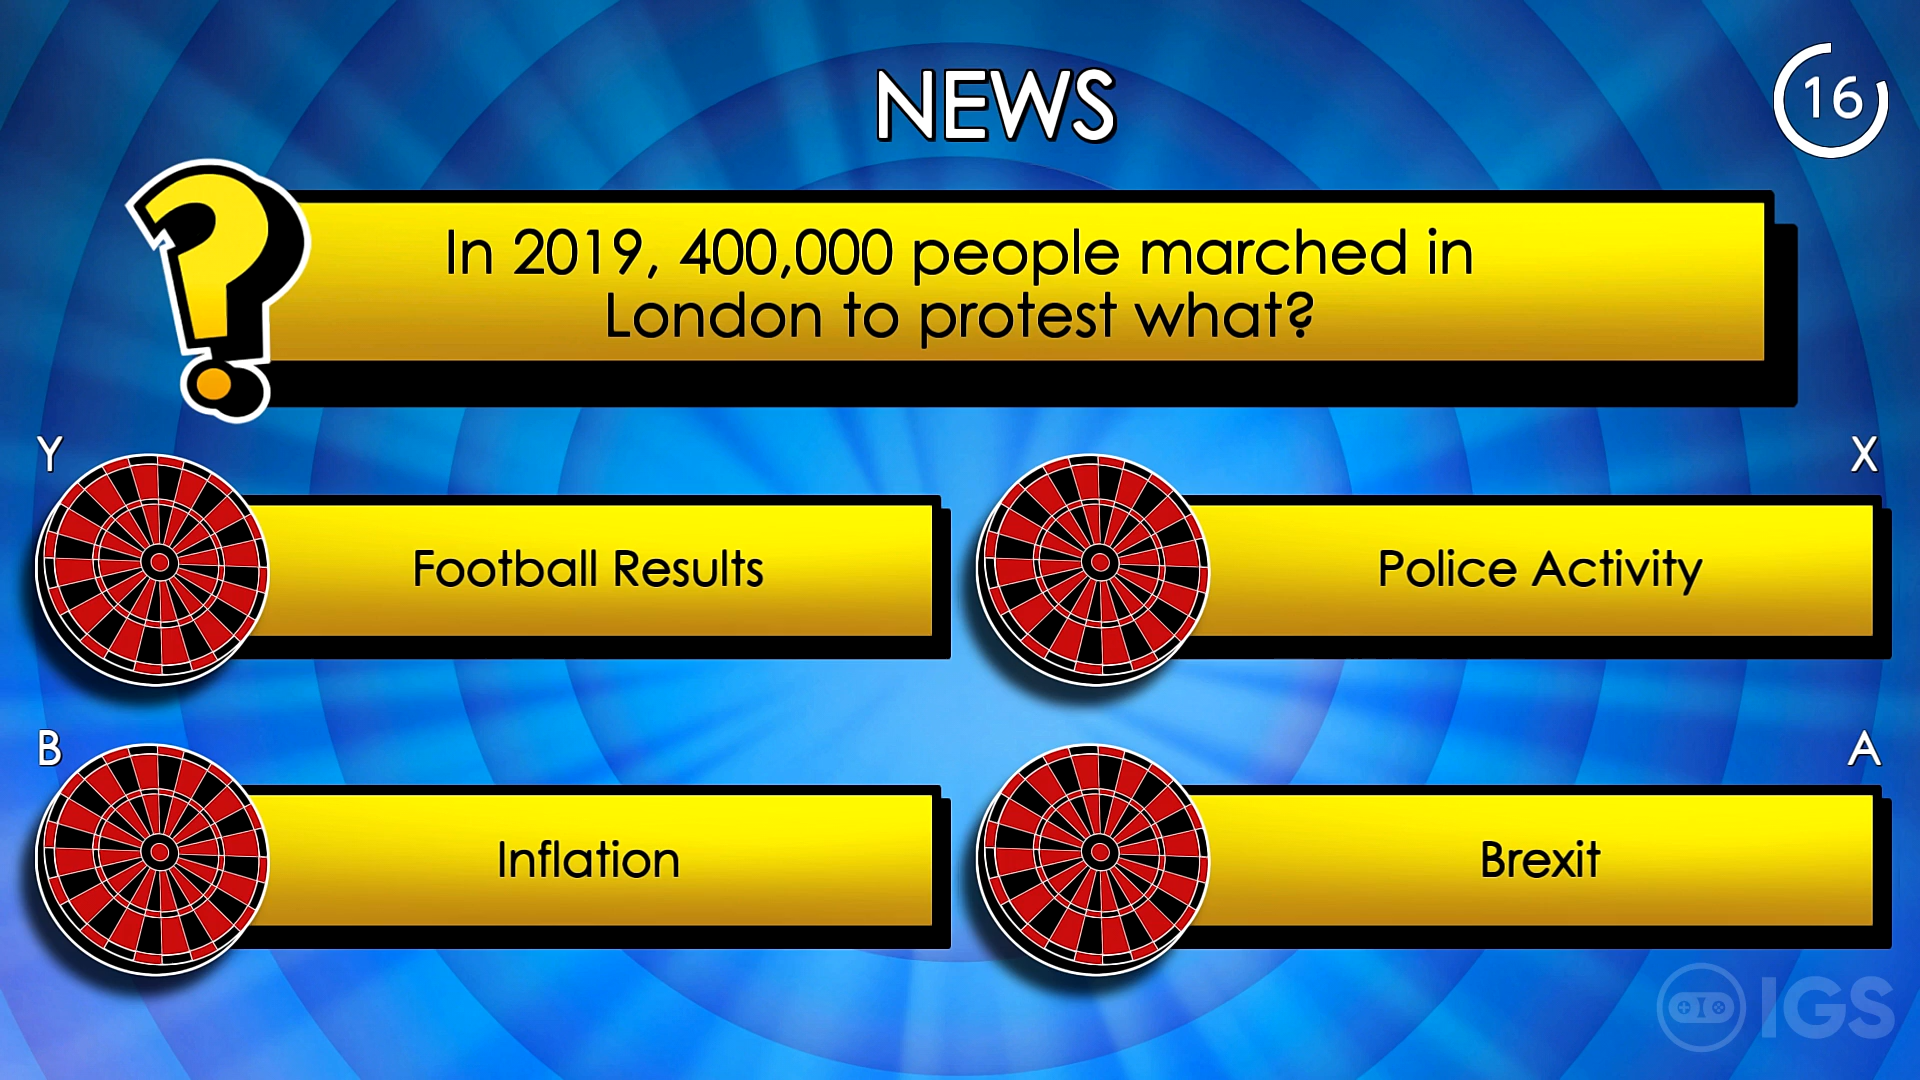 NEWS
16
In 2019, 400,000 people marched in
London to protest what?
Y
Football Results
X
Police Activity
B
Inflation
A
Brexit
IGS